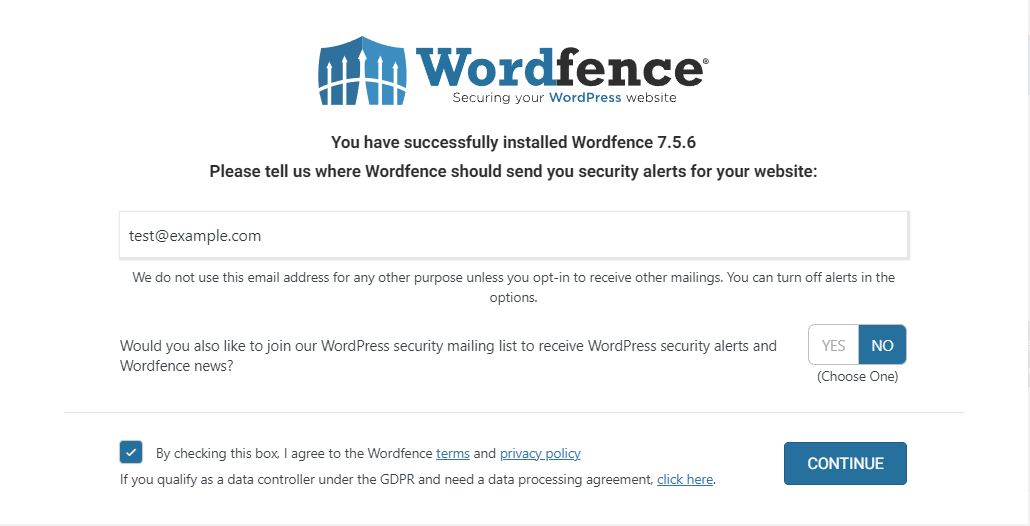 Wordfence®
Securing your WordPress website
You have successfully installed Wordfence 7.5.6
Please tell us where Wordfence should send you security alerts for your website:
test@example.com
We do not use this email address for any other purpose unless you opt-in to receive other mailings. You can turn off alerts in the
options.
Would you also like to join our WordPress security mailing list to receive WordPress security alerts and
Wordfence news?
YES NO
(Choose One)
By checking this box, I agree to the Wordfence terms and privacy policy
If you qualify as a data controller under the GDPR and need a data processing agreement, click here.
CONTINUE